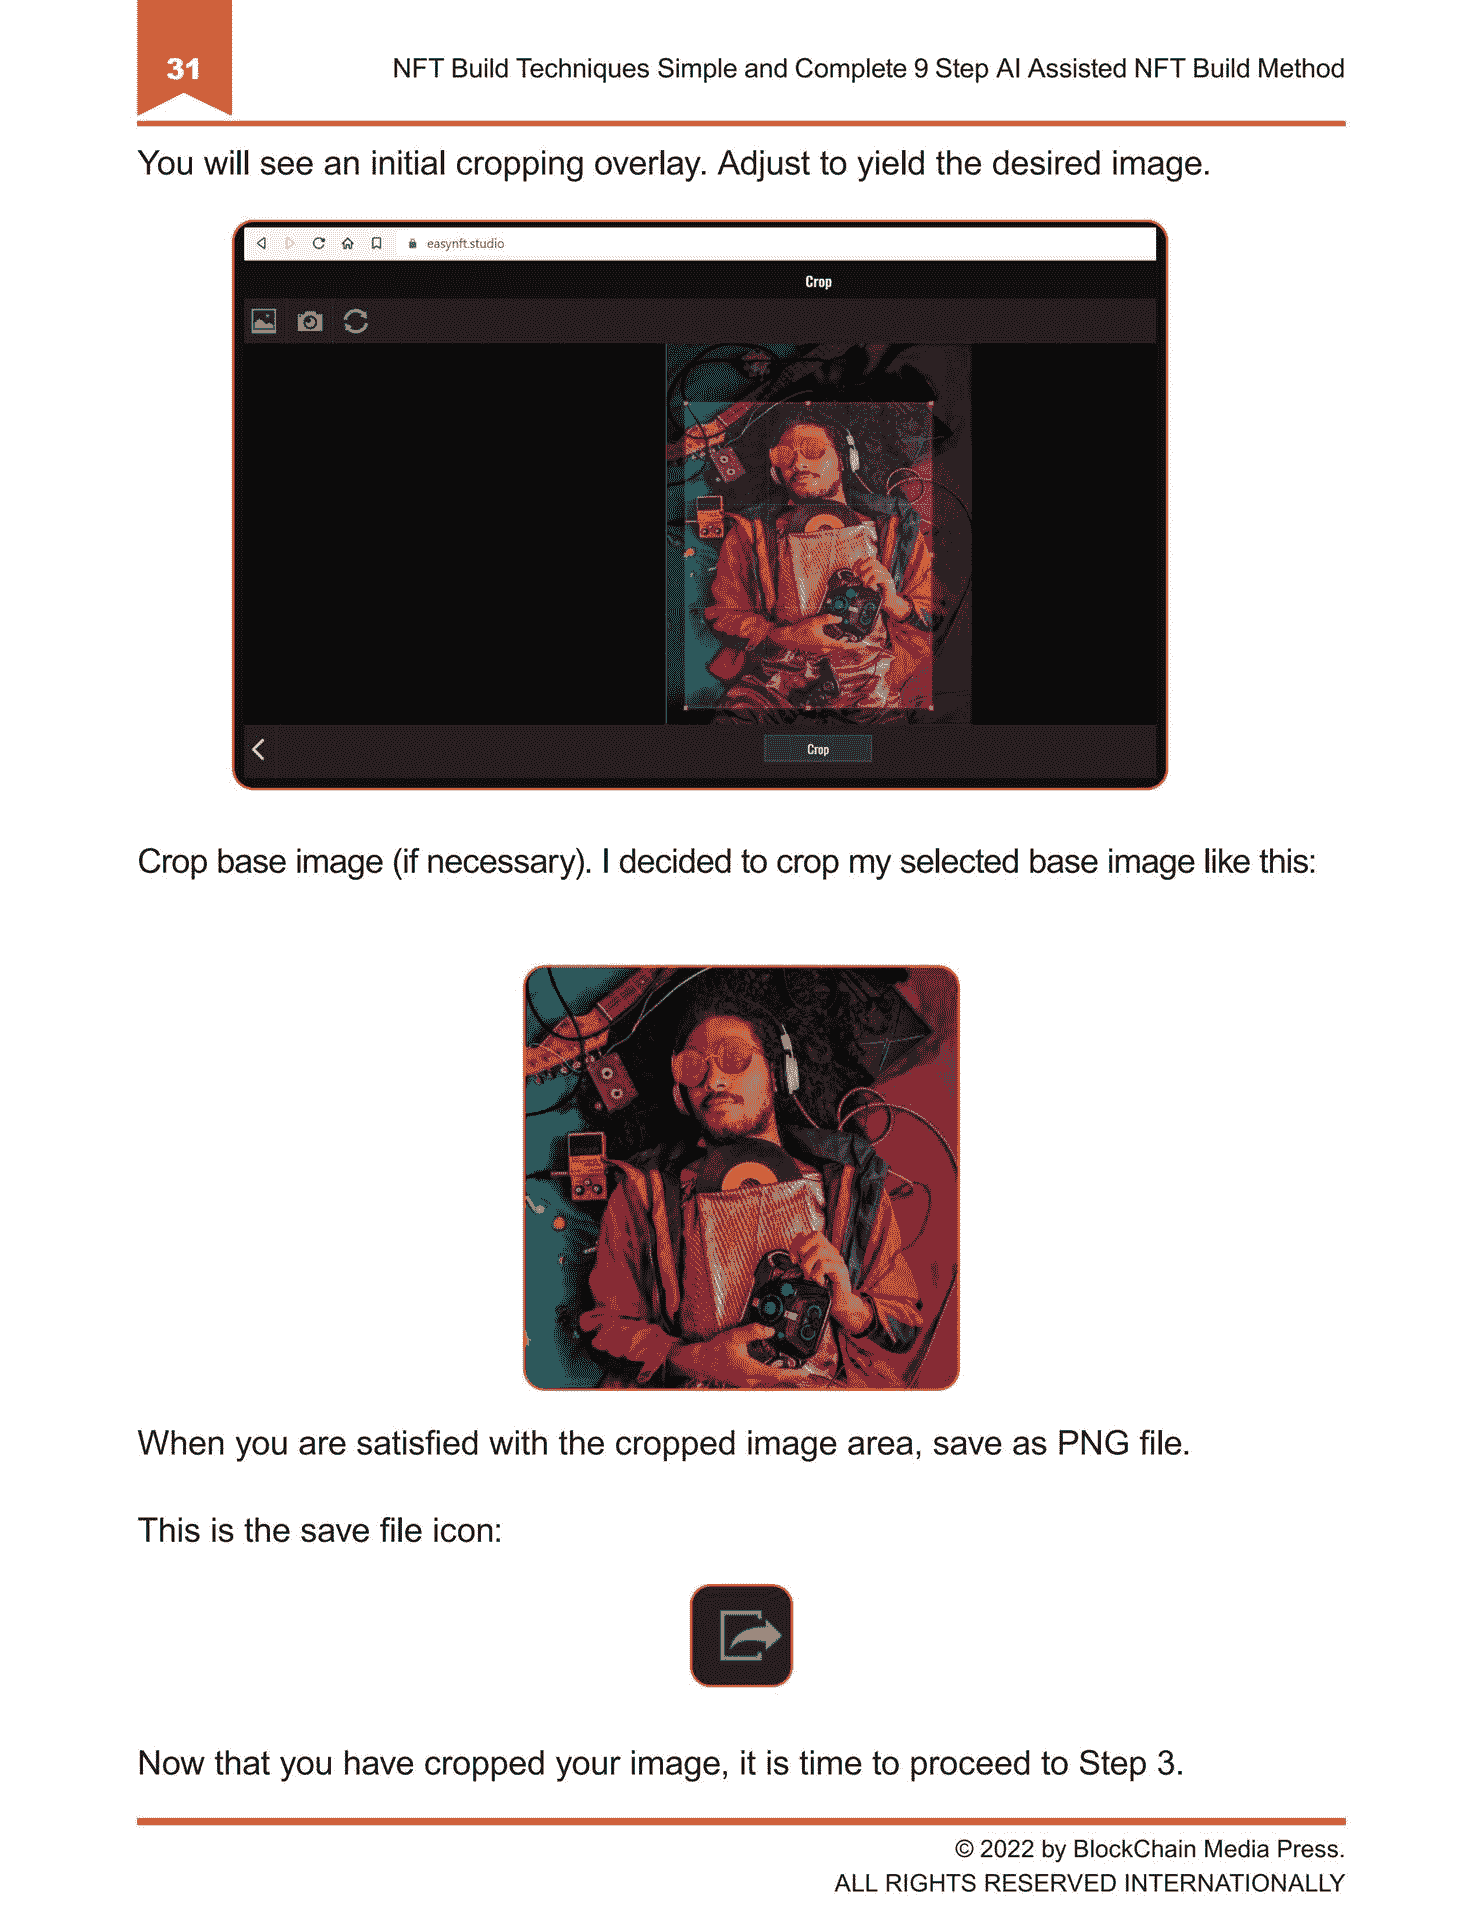 31
NFT Build Techniques Simple and Complete 9 Step AI Assisted NFT Build Method
You will see an initial cropping overlay. Adjust to yield the desired image.
easynft.studio
Crop
Crop
Crop base image (if necessary). I decided to crop my selected base image like this:
When you are satisfied with the cropped image area, save as PNG file.
This is the save file icon:
Now that you have cropped your image, it is time to proceed to Step 3.
© 2022 by BlockChain Media Press.
ALL RIGHTS RESERVED INTERNATIONALLY